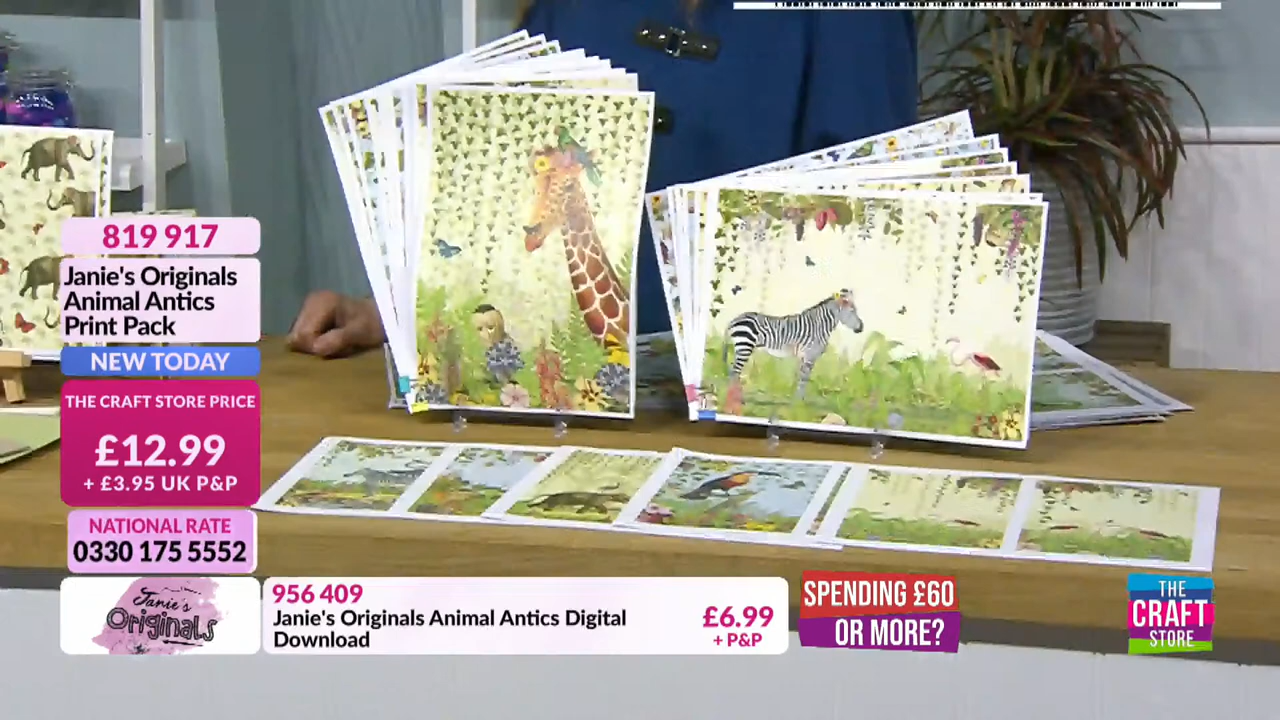 819 917
Janie's Originals
Animal Antics
Print Pack
NEW TODAY
THE CRAFT STORE PRICE
£12.99
+ £3.95 UK P&P
NATIONAL RATE
0330 175 5552
Janie's
Originals
956 409
Janie's Originals Animal Antics Digital
Download
£6.99
+ P&P
SPENDING £60
OR MORE?
THE
CRAFT
STORE